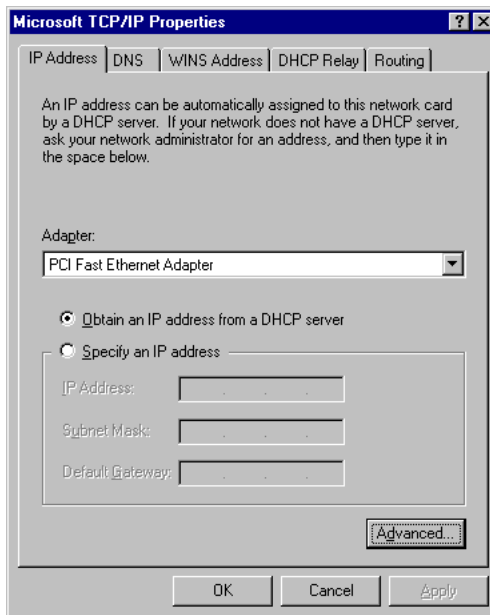 Microsoft TCP/IP Properties
? X
IP Address DNS WINS Address DHCP Relay Routing
An IP address can be automatically assigned to this network card
by a DHCP server. If your network does not have a DHCP server,
ask your network administrator for an address, and then type it in
the space below.
Adapter:
PCI Fast Ethernet Adapter
Obtain an IP address from a DHCP server
Specify an IP address
IP Address:
Subnet Mask:
Default Gateway:
Advanced...
OK Cancel Apply